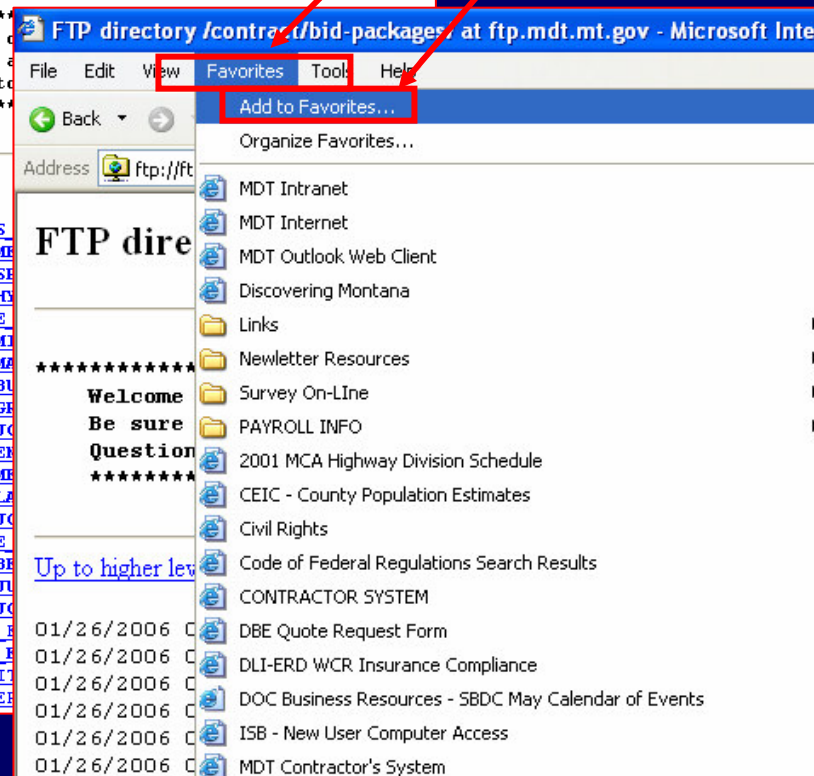 FTP directory /contract/bid-packages/ at ftp.mdt.mt.gov - Microsoft Inte
File Edit View Favorites Tools Help
Back
Add to Favorites...
Organize Favorites...
Address ftp://ft
MDT Intranet
MDT Internet
FTP dire
MDT Outlook Web Client
Discovering Montana
Links
Newletter Resources
************
Survey On-LIne
Welcome
Be sure
PAYROLL INFO
Question
2001 MCA Highway Division Schedule
********
CEIC - County Population Estimates
Civil Rights
Up to higher lev
Code of Federal Regulations Search Results
CONTRACTOR SYSTEM
01/26/2006
DBE Quote Request Form
01/26/2006
DLI-ERD WCR Insurance Compliance
01/26/2006
DOC Business Resources - SBDC May Calendar of Events
01/26/2006
01/26/2006
ISB - New User Computer Access
01/26/2006
MDT Contractor's System